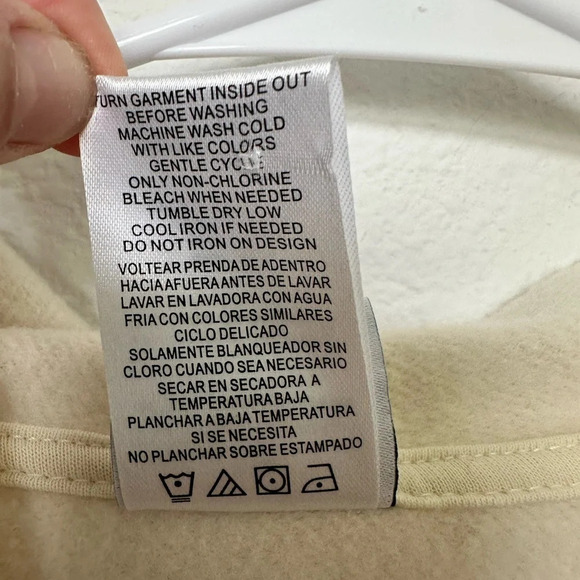 TURN GARMENT INSIDE OUT
BEFORE WASHING
MACHINE WASH COLD
WITH LIKE COLORS
GENTLE CYCLE
ONLY NON-CHLORINE
BLEACH WHEN NEEDED
TUMBLE DRY LOW
COOL IRON IF NEEDED
DO NOT IRON ON DESIGN
VOLTEAR PRENDA DE ADENTRO
HACIA AFUERA ANTES DE LAVAR
LAVAR EN LAVADORA CON AGUA
FRIA CON COLORES SIMILARES
CICLO DELICADO
SOLAMENTE BLANQUEADOR SIN
CLORO CUANDO SEA NECESARIO
SECAR EN SECADORA A
TEMPERATURA BAJA
PLANCHAR A BAJA TEMPERATURA
SI SE NECESITA
NO PLANCHAR SOBRE ESTAMPADO